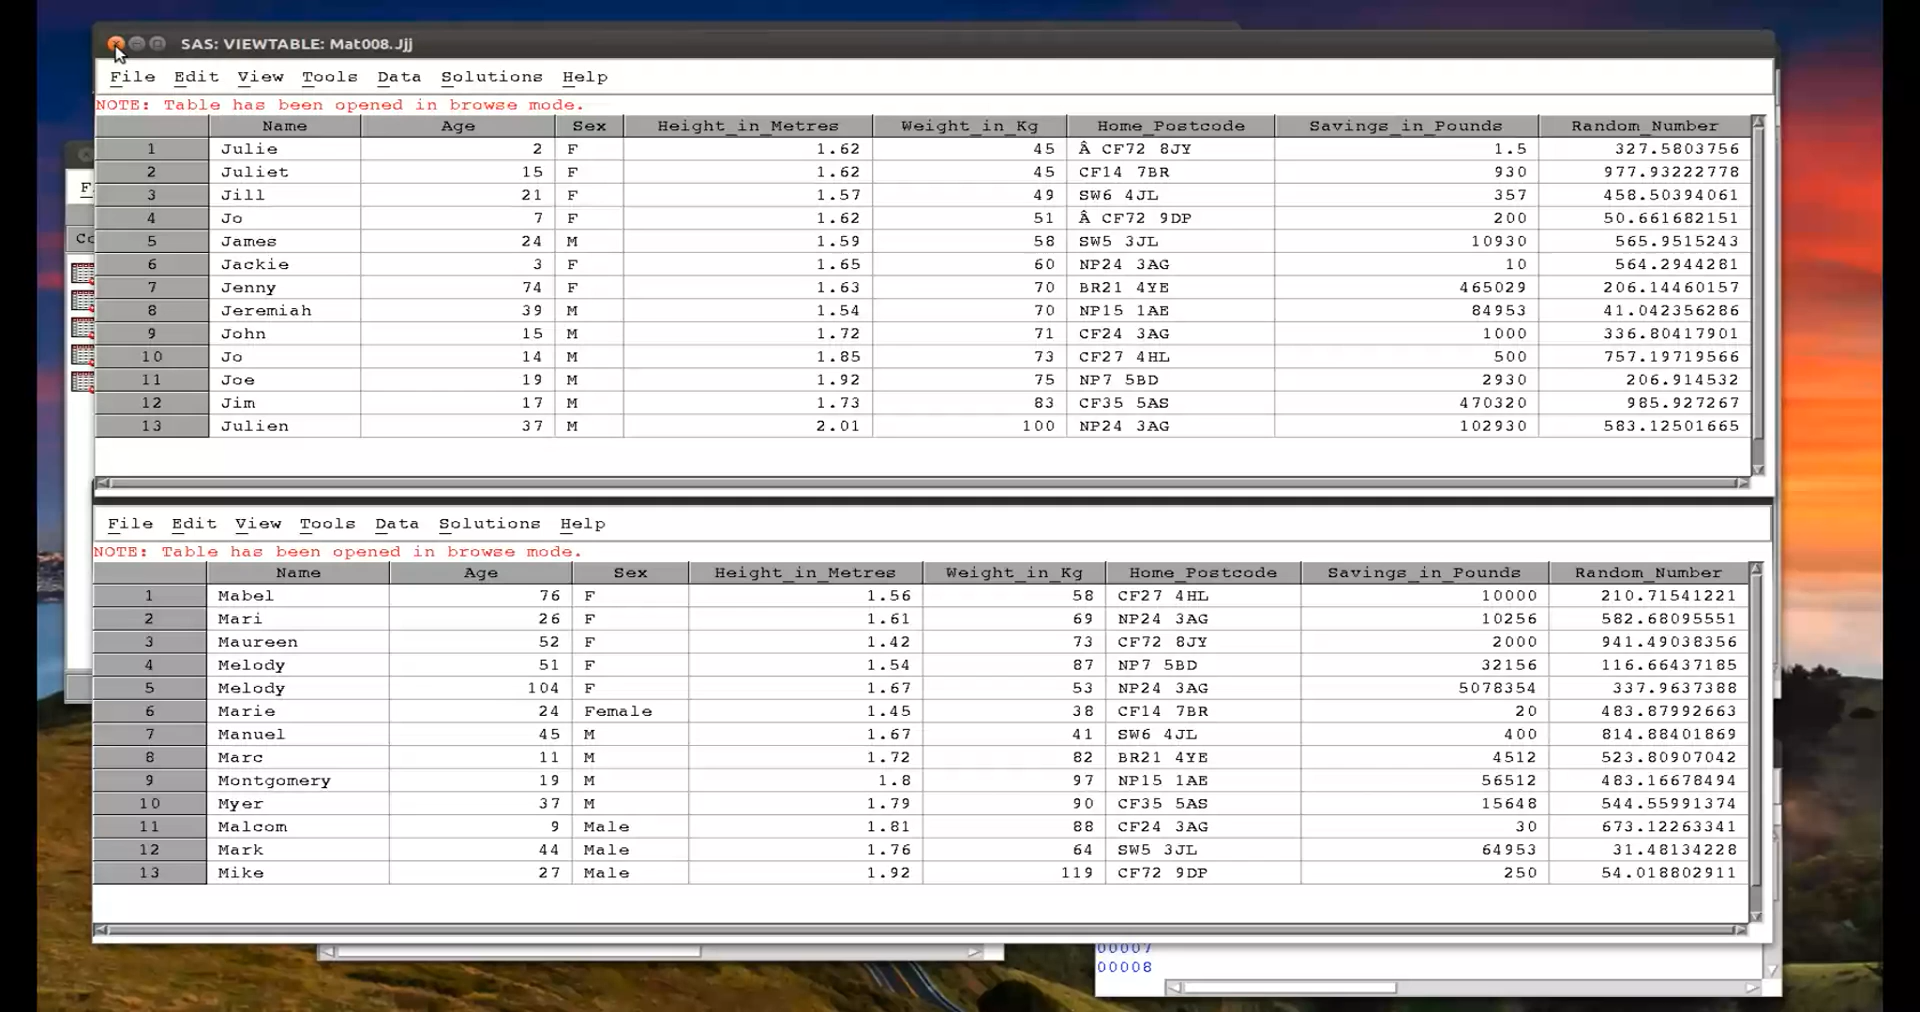 SAS: VIEWTABLE: Mat008.Jjj
File Edit View Tools Data Solutions Help
NOTE: Table has been opened in browse mode.
Name Age Sex Height_in_Metres Weight_in_Kg Home_Postcode Savings_in_Pounds Random_Number
1 Julie 2 F 1.62 45 Â CF72 8JY 1.5 327.5803756
2 Juliet 15 F 1.62 45 CF14 7BR 930 977.93222778
3 Jill 21 F 1.57 49 SW6 4JL 357 458.50394061
4 Jo 7 F 1.62 51 Â CF72 9DP 200 50.661682151
5 James 24 M 1.59 58 SW5 3JL 10930 565.9515243
6 Jackie 3 F 1.65 60 NP24 3AG 10 564.2944281
7 Jenny 74 F 1.63 70 BR21 4YE 465029 206.14460157
8 Jeremiah 39 M 1.54 70 NP15 1AE 84953 41.042356286
9 John 15 M 1.72 71 CF24 3AG 1000 336.80417901
10 Jo 14 M 1.85 73 CF27 4HL 500 757.19719566
11 Joe 19 M 1.92 75 NP7 5BD 2930 206.914532
12 Jim 17 M 1.73 83 CF35 5AS 470320 985.927267
13 Julien 37 M 2.01 100 NP24 3AG 102930 583.12501665
File Edit View Tools Data Solutions Help
NOTE: Table has been opened in browse mode.
Name Age Sex Height_in_Metres Weight_in_Kg Home_Postcode Savings_in_Pounds Random_Number
1 Mabel 76 F 1.56 58 CF27 4HL 10000 210.71541221
2 Mari 26 F 1.61 69 NP24 3AG 10256 582.68095551
3 Maureen 52 F 1.42 73 CF72 8JY 2000 941.49038356
4 Melody 51 F 1.54 87 NP7 5BD 32156 116.66437185
5 Melody 104 F 1.67 53 NP24 3AG 5078354 337.9637388
6 Marie 24 Female 1.45 38 CF14 7BR 20 483.87992663
7 Manuel 45 M 1.67 41 SW6 4JL 400 814.88401869
8 Marc 11 M 1.72 82 BR21 4YE 4512 523.80907042
9 Montgomery 19 M 1.8 97 NP15 1AE 56512 483.16678494
10 Myer 37 M 1.79 90 CF35 5AS 15648 544.55991374
11 Malcom 9 Male 1.81 88 CF24 3AG 30 673.12263341
12 Mark 44 Male 1.76 64 SW5 3JL 64953 31.48134228
13 Mike 27 Male 1.92 119 CF72 9DP 250 54.018802911
00007
00008